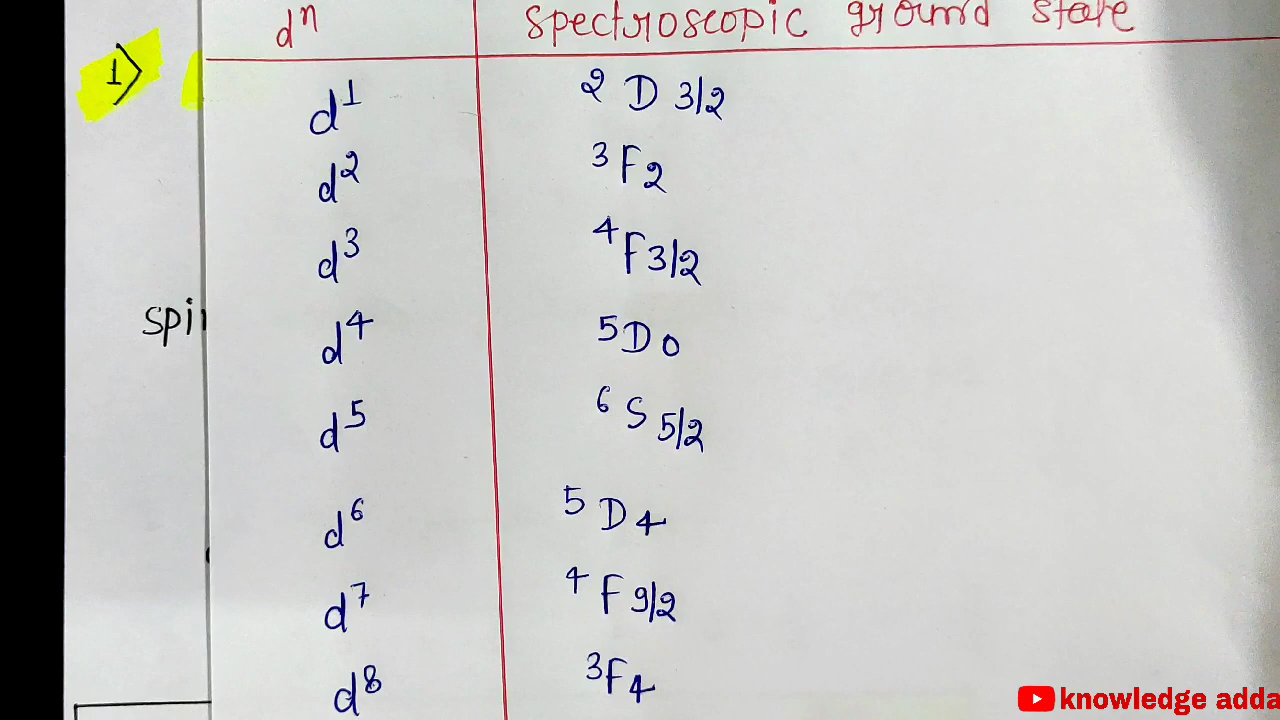 dⁿ spectroscopic ground state
1)
d¹ ²D3/2
d² ³F2
d³ ⁴F3/2
spi
d⁴ ⁵D0
d⁵ ⁶S5/2
d⁶ ⁵D4
d⁷ ⁴F9/2
d⁸ ³F4
knowledge adda